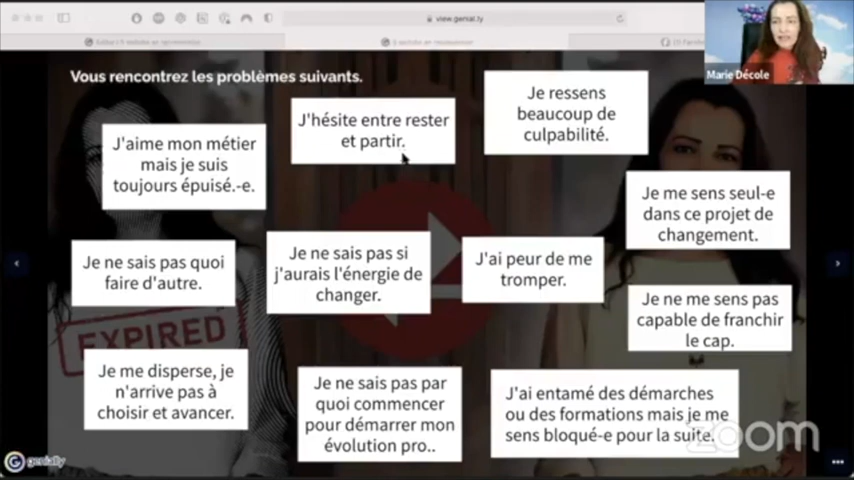 view.genial.ly
Marie Décole
Vous rencontrez les problèmes suivants.
J'aime mon métier
mais je suis
toujours épuisé.-e.
J'hésite entre rester
et partir.
Je ressens
beaucoup de
culpabilité.
Je me sens seul-e
dans ce projet de
changement.
Je ne sais pas quoi
faire d'autre.
Je ne sais pas si
j'aurais l'énergie de
changer.
J'ai peur de me
tromper.
Je ne me sens pas
capable de franchir
le cap.
EXPIRED
Je me disperse, je
n'arrive pas à
choisir et avancer.
Je ne sais pas par
quoi commencer
pour démarrer mon
évolution pro..
J'ai entamé des démarches
ou des formations mais je me
sens bloqué-e pour la suite.
zoom
genially